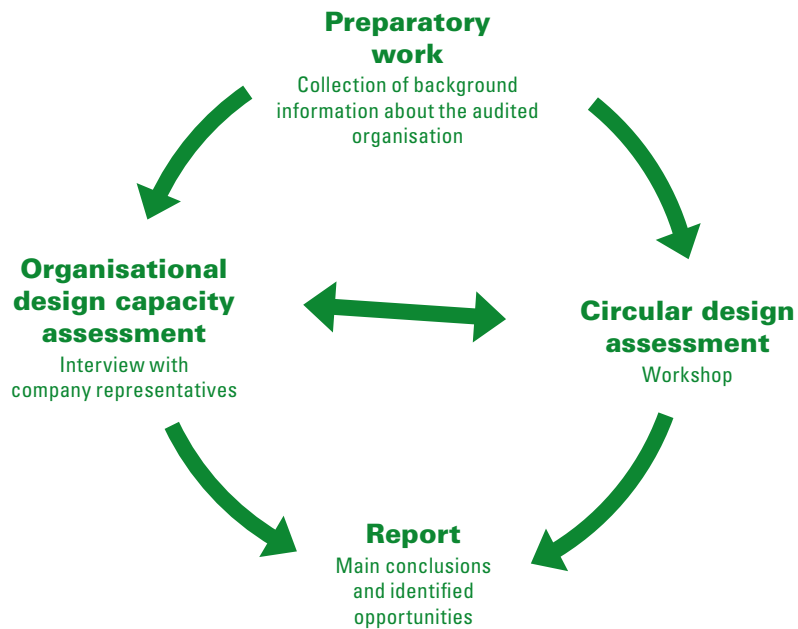 Preparatory
work
Collection of background
information about the audited
organisation
Organisational
design capacity
assessment
Interview with
company representatives
Circular design
assessment
Workshop
Report
Main conclusions
and identified
opportunities